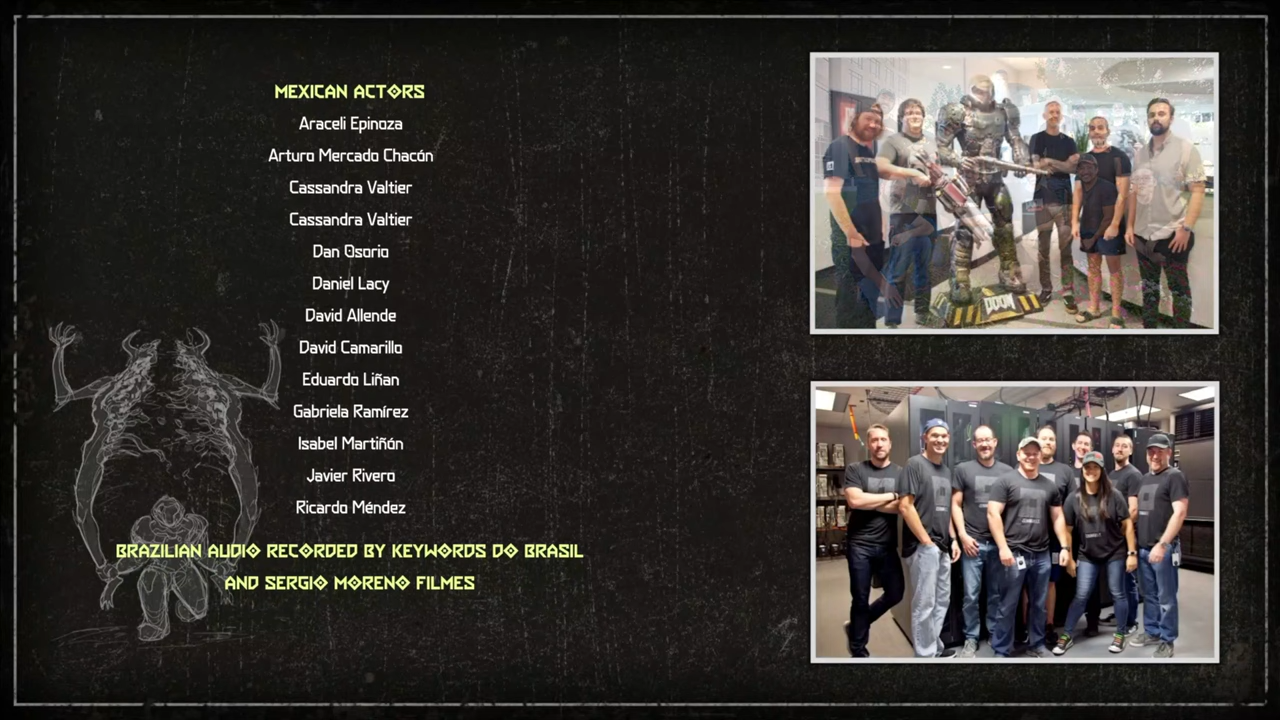 MEXICAN ACTORS
Araceli Epinoza
Arturo Mercado Chacón
Cassandra Valtier
Cassandra Valtier
Dan Osorio
Daniel Lacy
David Allende
David Camarillo
Eduardo Liñan
Gabriela Ramírez
Isabel Martiñón
Javier Rivero
Ricardo Méndez
BRAZILIAN AUDIO RECORDED BY KEYWORDS DO BRASIL
AND SERGIO MORENO FILMES
DOOM